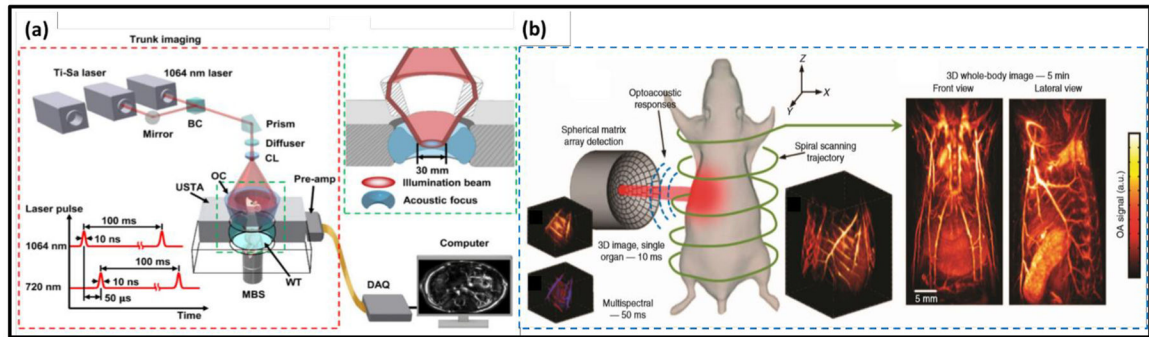 (a)
Trunk imaging
Ti-Sa laser
1064 nm laser
Mirror
BC
Prism
Diffuser
CL
OC
USTA
Pre-amp
Laser pulse
100 ms
1064 nm
10 ns
100 ms
720 nm
10 ns
50 µs
Time
MBS
WT
DAQ
Computer
30 mm
Illumination beam
Acoustic focus
(b)
Optoacoustic
responses
Spherical matrix
array detection
Z
X
Y
Spiral scanning
trajectory
3D image, single
organ — 10 ms
Multispectral
— 50 ms
3D whole-body image — 5 min
Front view
Lateral view
5 mm
OA signal (a.u.)